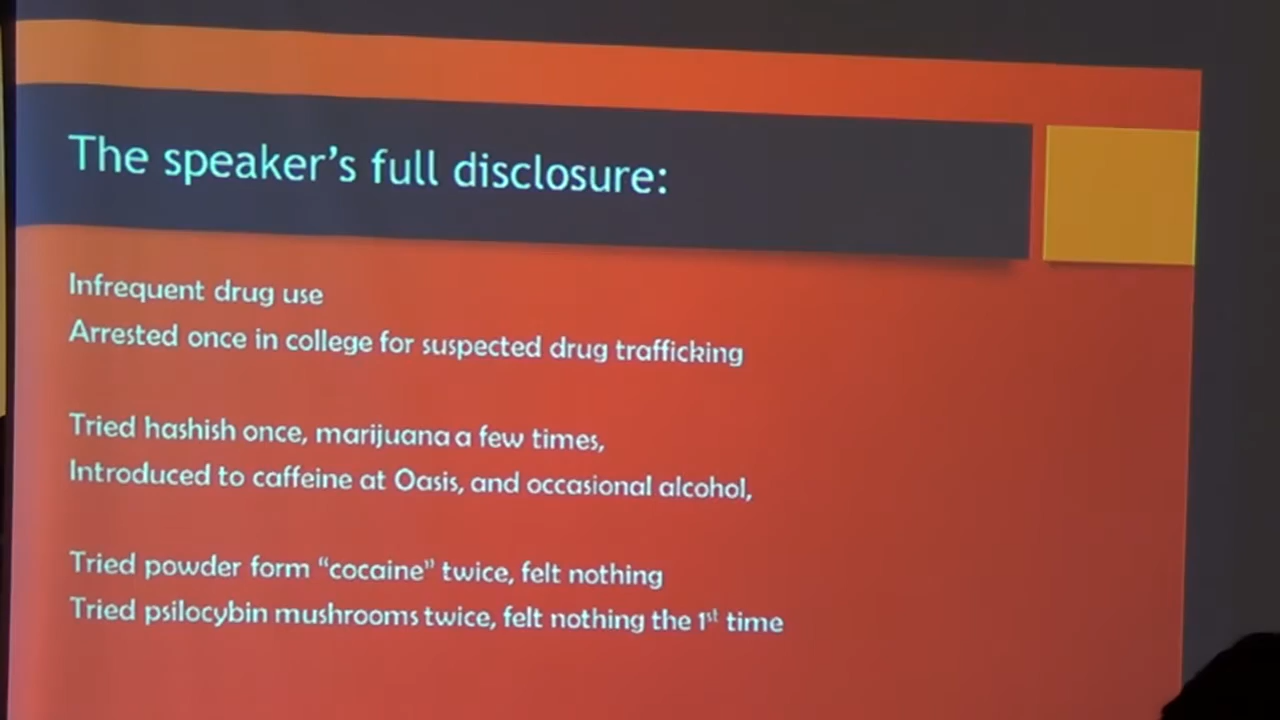 The speaker’s full disclosure:
Infrequent drug use
Arrested once in college for suspected drug trafficking
Tried hashish once, marijuana a few times,
Introduced to caffeine at Oasis, and occasional alcohol,
Tried powder form “cocaine” twice, felt nothing
Tried psilocybin mushrooms twice, felt nothing the 1st time